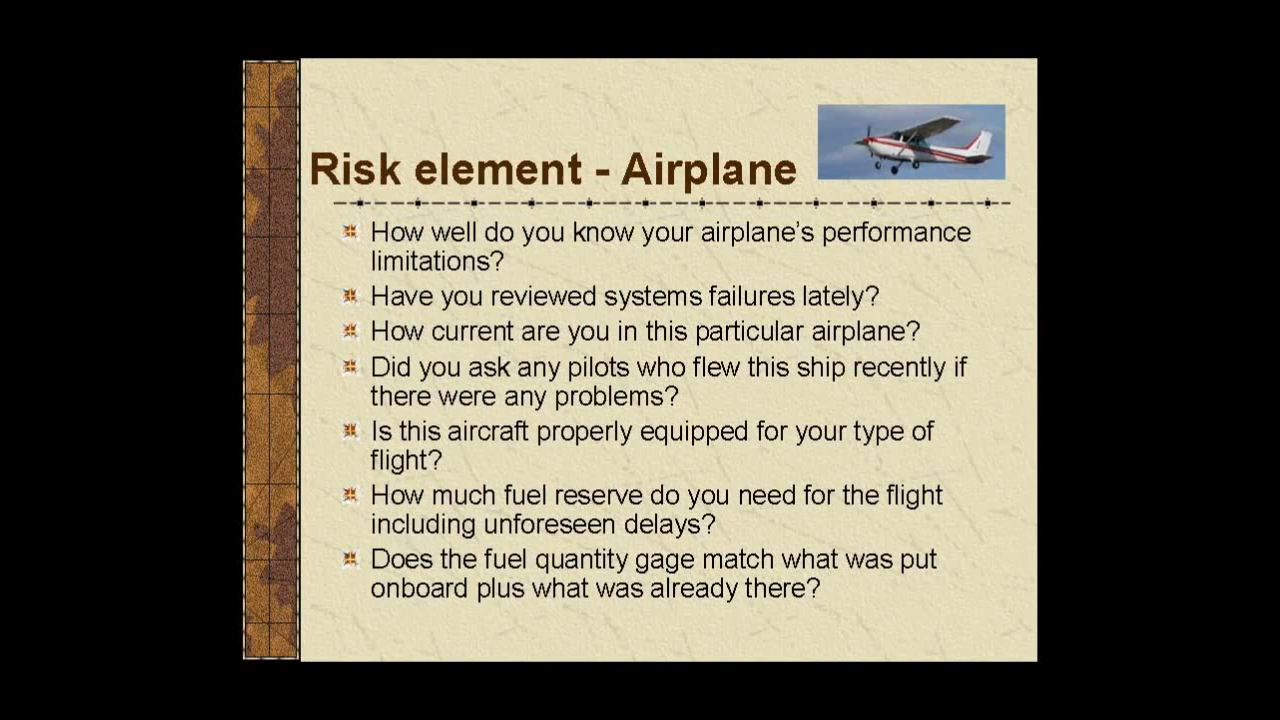 Risk element - Airplane
How well do you know your airplane's performance
limitations?
Have you reviewed systems failures lately?
How current are you in this particular airplane?
Did you ask any pilots who flew this ship recently if
there were any problems?
Is this aircraft properly equipped for your type of
flight?
How much fuel reserve do you need for the flight
including unforeseen delays?
Does the fuel quantity gage match what was put
onboard plus what was already there?